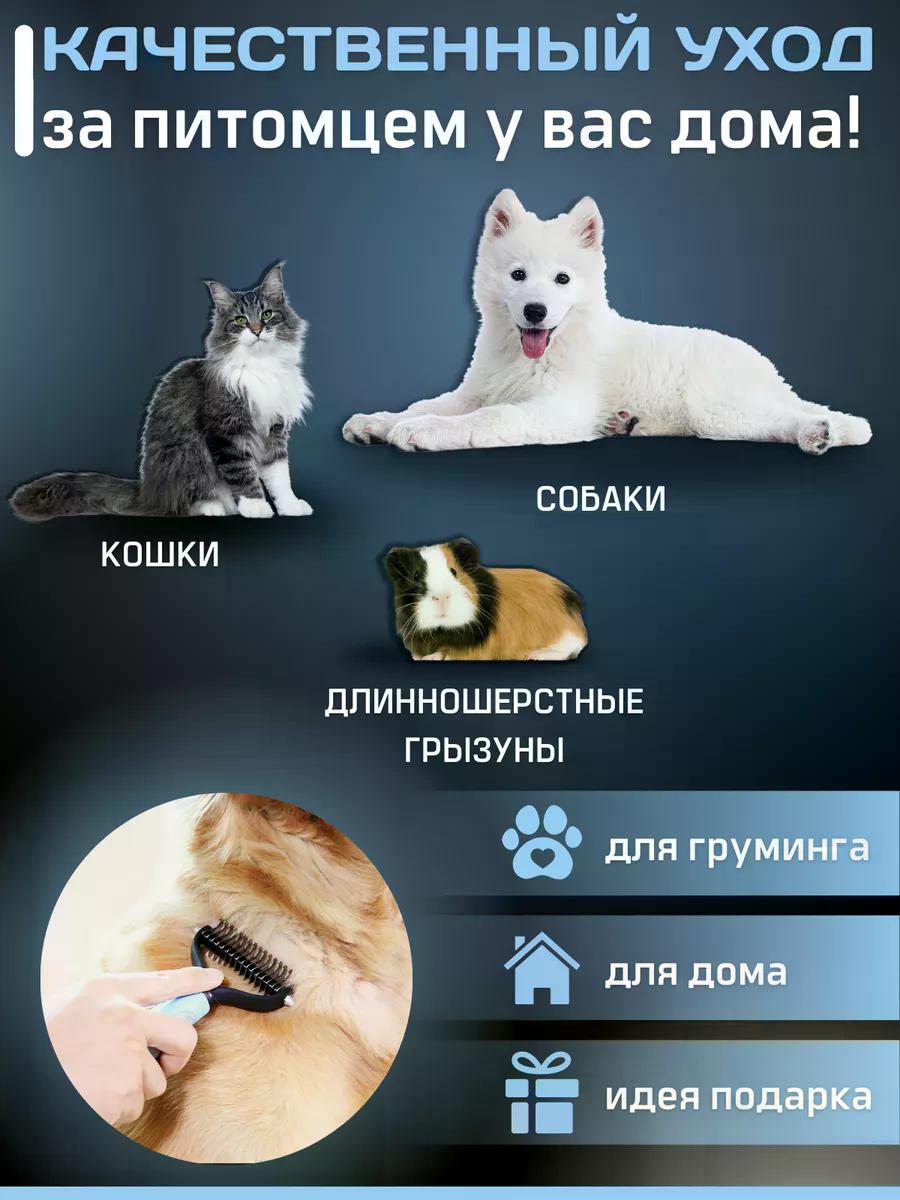 КАЧЕСТВЕННЫЙ УХОД
за питомцем у вас дома!
СОБАКИ
КОШКИ
ДЛИННОШЕРСТНЫЕ
ГРЫЗУНЫ
для груминга
для дома
идея подарка